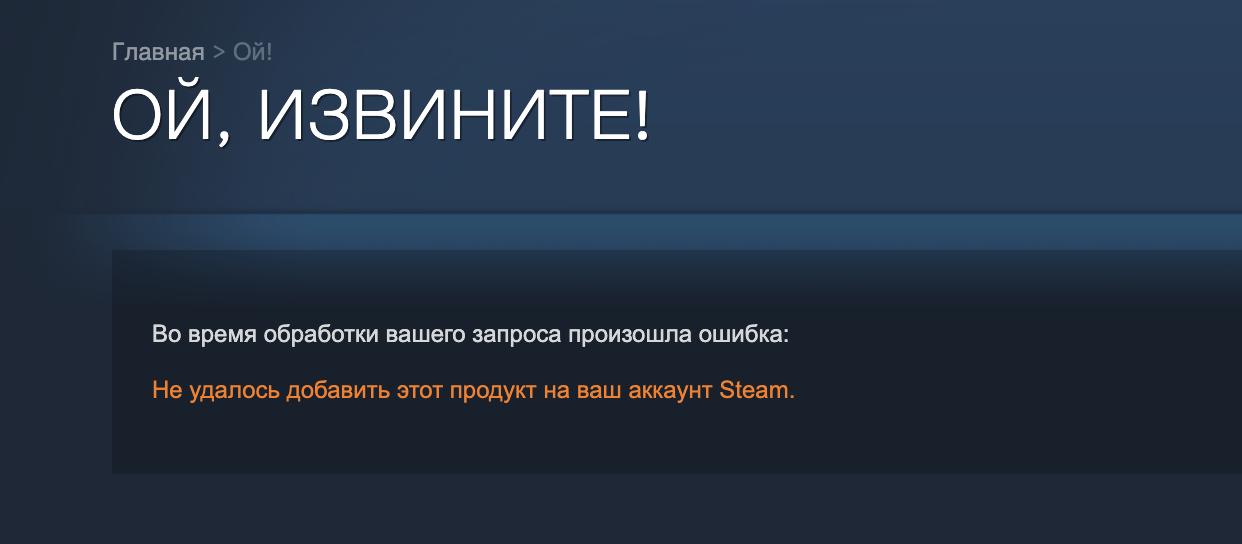 Главная > Ой!
ОЙ, ИЗВИНИТЕ!
Во время обработки вашего запроса произошла ошибка:
Не удалось добавить этот продукт на ваш аккаунт Steam.